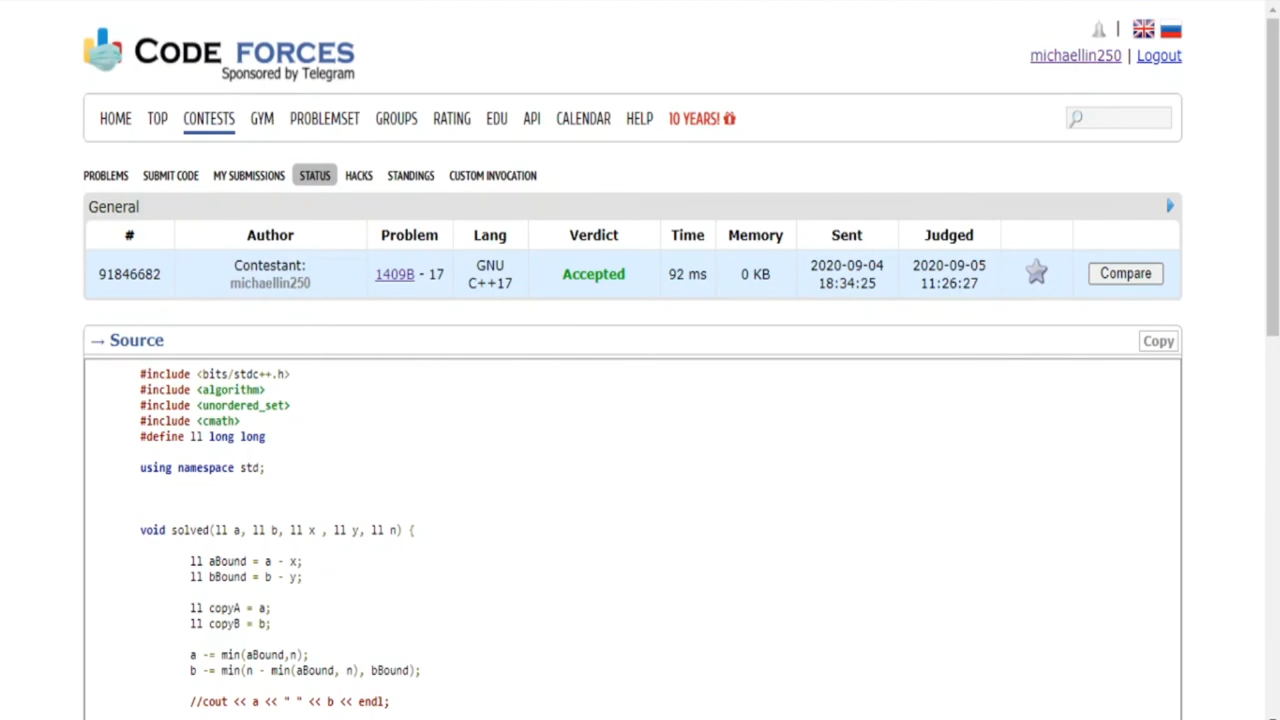 CODE FORCES
Sponsored by Telegram
|
michaellin250 | Logout
HOME TOP CONTESTS GYM PROBLEMSET GROUPS RATING EDU API CALENDAR HELP 10 YEARS!
PROBLEMS SUBMIT CODE MY SUBMISSIONS STATUS HACKS STANDINGS CUSTOM INVOCATION
General
# Author Problem Lang Verdict Time Memory Sent Judged
91846682 Contestant: michaellin250 1409B - 17 GNU C++17 Accepted 92 ms 0 KB 2020-09-04 18:34:25 2020-09-05 11:26:27 Compare
→ Source Copy
#include <bits/stdc++.h>
#include <algorithm>
#include <unordered_set>
#include <cmath>
#define ll long long
using namespace std;
void solved(ll a, ll b, ll x , ll y, ll n) {
ll aBound = a - x;
ll bBound = b - y;
ll copyA = a;
ll copyB = b;
a -= min(aBound,n);
b -= min(n - min(aBound, n), bBound);
//cout << a << " " << b << endl;